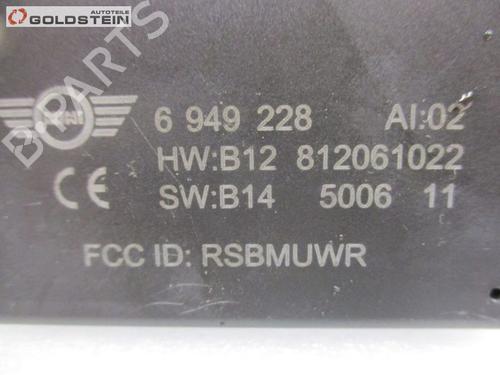 Autoteile
GOLDSTEIN
B-PARTS
MINI
6 949 228 AI:02
HW:B12 812061022
SW:B14 5006 11
CE
FCC ID: RSBMUWR